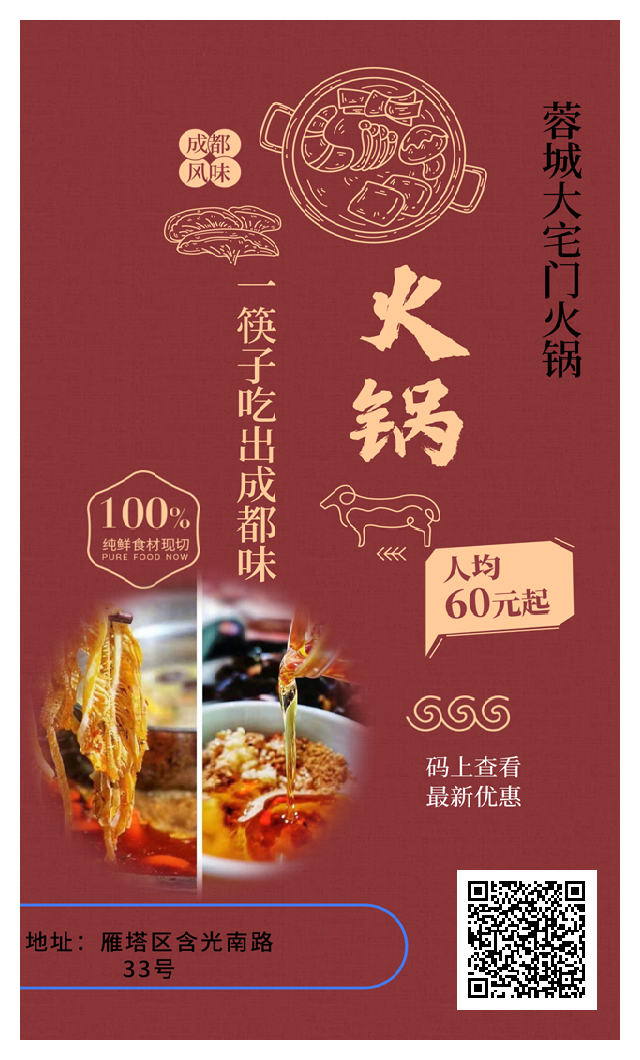 蓉城大宅门火锅
成都
风味
火锅
一筷子吃出成都味
100%
纯鲜食材现切
PURE FOOD NOW
人均
60元起
码上查看
最新优惠
地址：雁塔区含光南路
33号